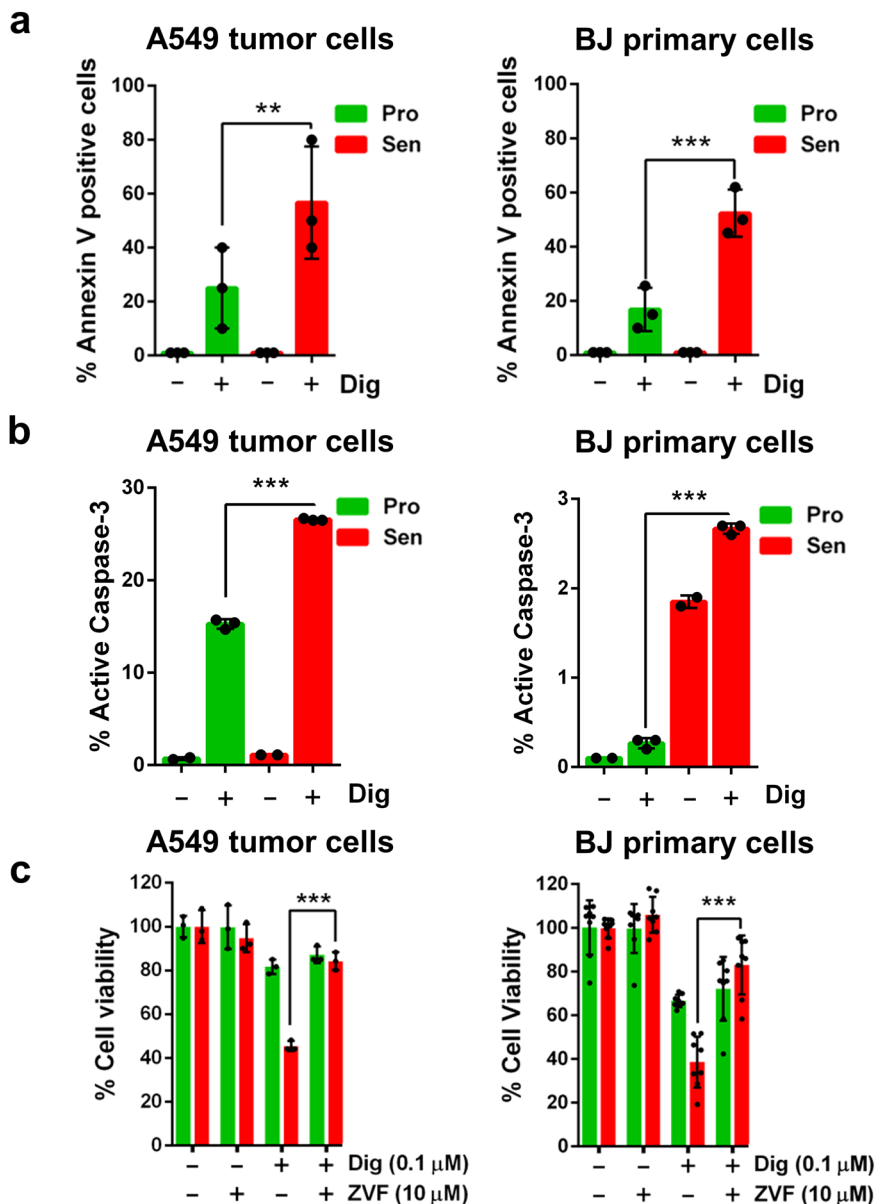 a
A549 tumor cells
BJ primary cells
% Annexin V positive cells
100
80
60
40
20
0
**
Pro
Sen
– + – + Dig
% Annexin V positive cells
100
80
60
40
20
0
***
Pro
Sen
– + – + Dig
b
A549 tumor cells
BJ primary cells
% Active Caspase-3
30
20
10
0
***
Pro
Sen
– + – + Dig
% Active Caspase-3
3
2
1
0
***
Pro
Sen
– + – + Dig
c
A549 tumor cells
BJ primary cells
% Cell viability
120
100
80
60
40
20
0
***
– – + + Dig (0.1 μM)
– + – + ZVF (10 μM)
% Cell Viability
120
100
80
60
40
20
0
***
– – + + Dig (0.1 μM)
– + – + ZVF (10 μM)